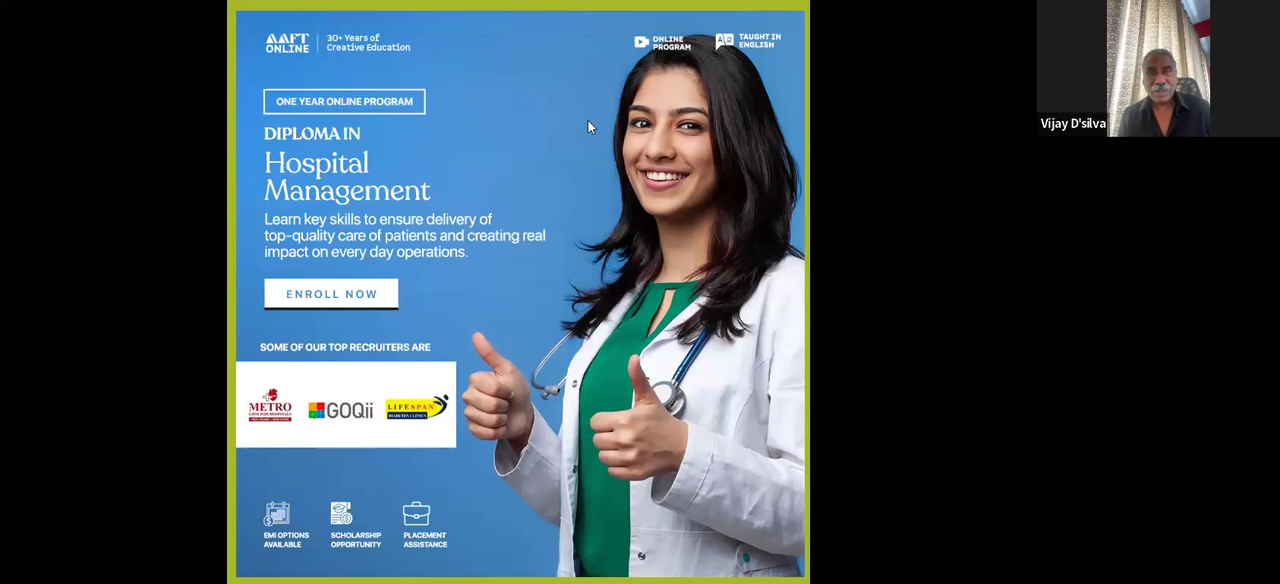 AAFT
ONLINE
30+ Years of
Creative Education
ONLINE
PROGRAM
TAUGHT IN
ENGLISH
ONE YEAR ONLINE PROGRAM
DIPLOMA IN
Hospital
Management
Learn key skills to ensure delivery of
top-quality care of patients and creating real
impact on every day operations.
ENROLL NOW
SOME OF OUR TOP RECRUITERS ARE
METRO
GOQii
LIFESPAN
DIABETES CLINICS
EMI OPTIONS
AVAILABLE
SCHOLARSHIP
OPPORTUNITY
PLACEMENT
ASSISTANCE
Vijay D'silva